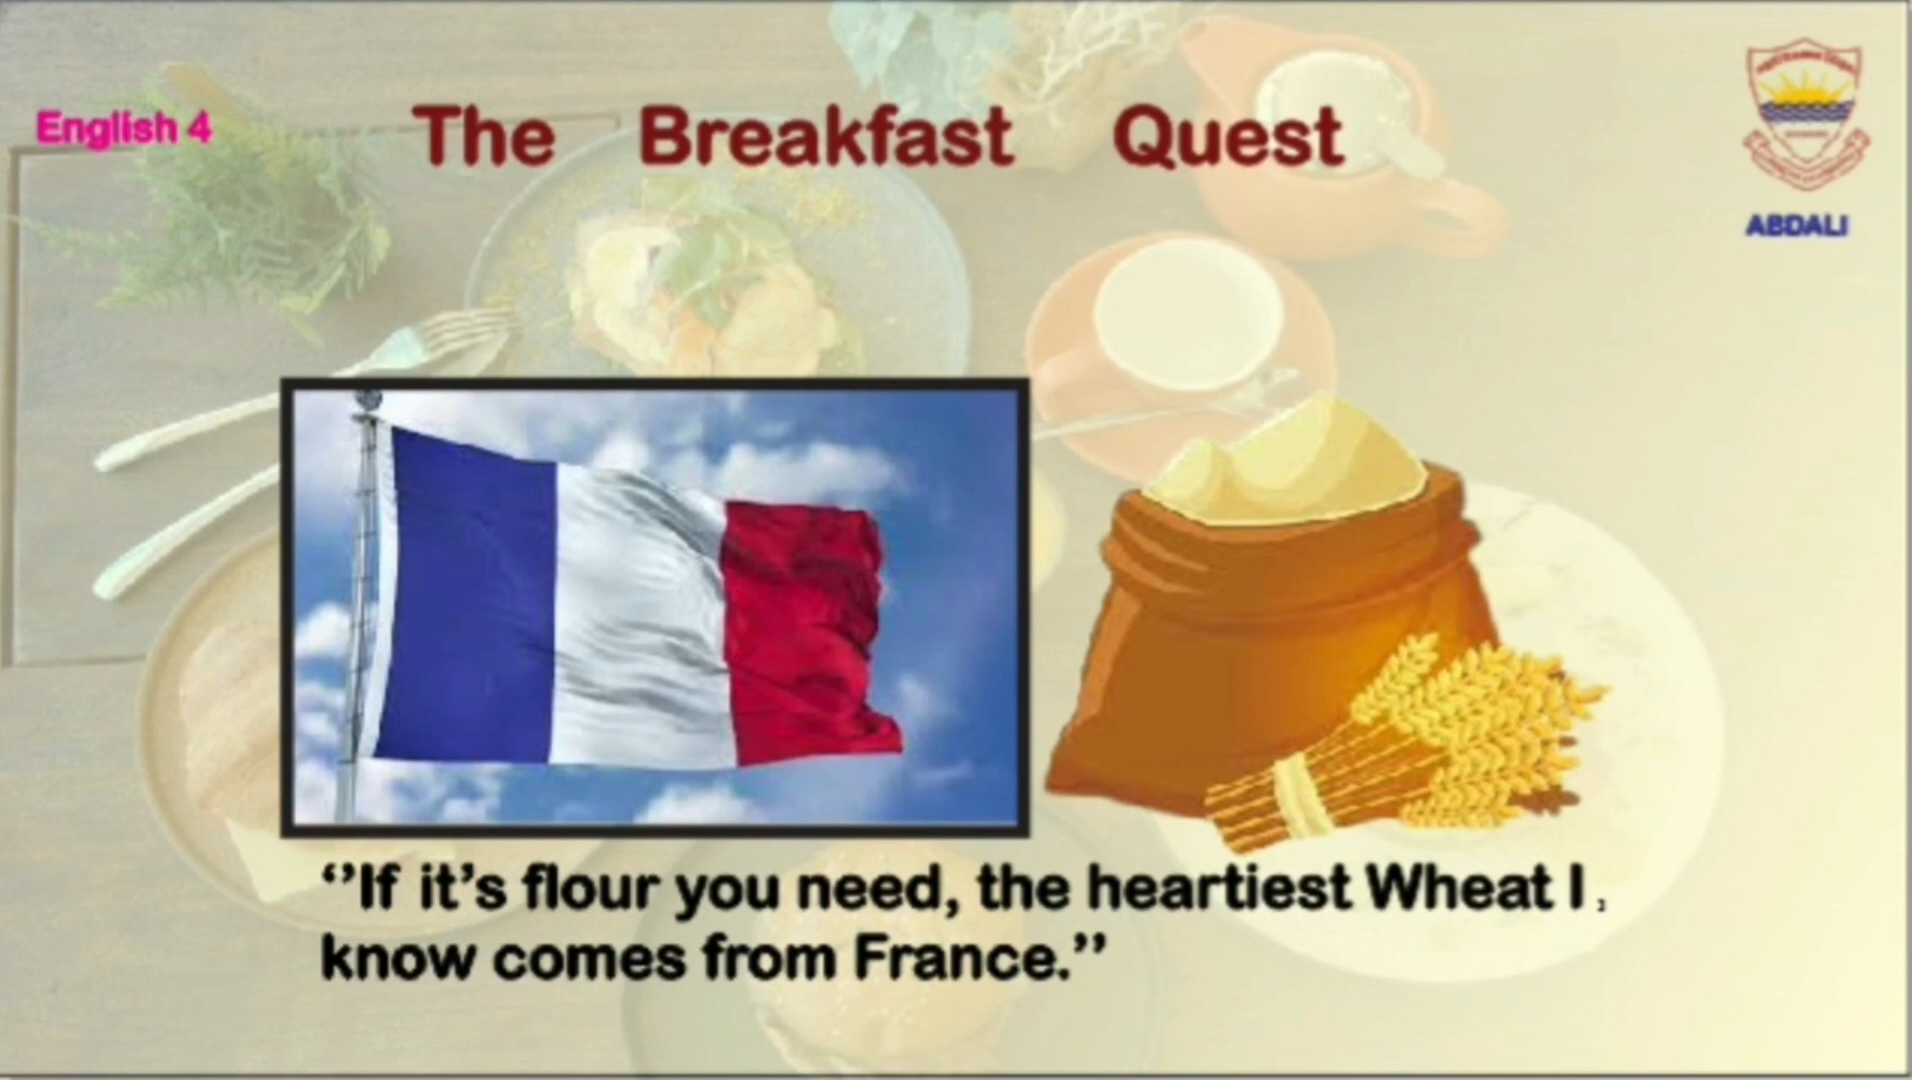 English 4
The Breakfast Quest
ABDALI
‘’If it’s flour you need, the heartiest Wheat I
know comes from France.’’